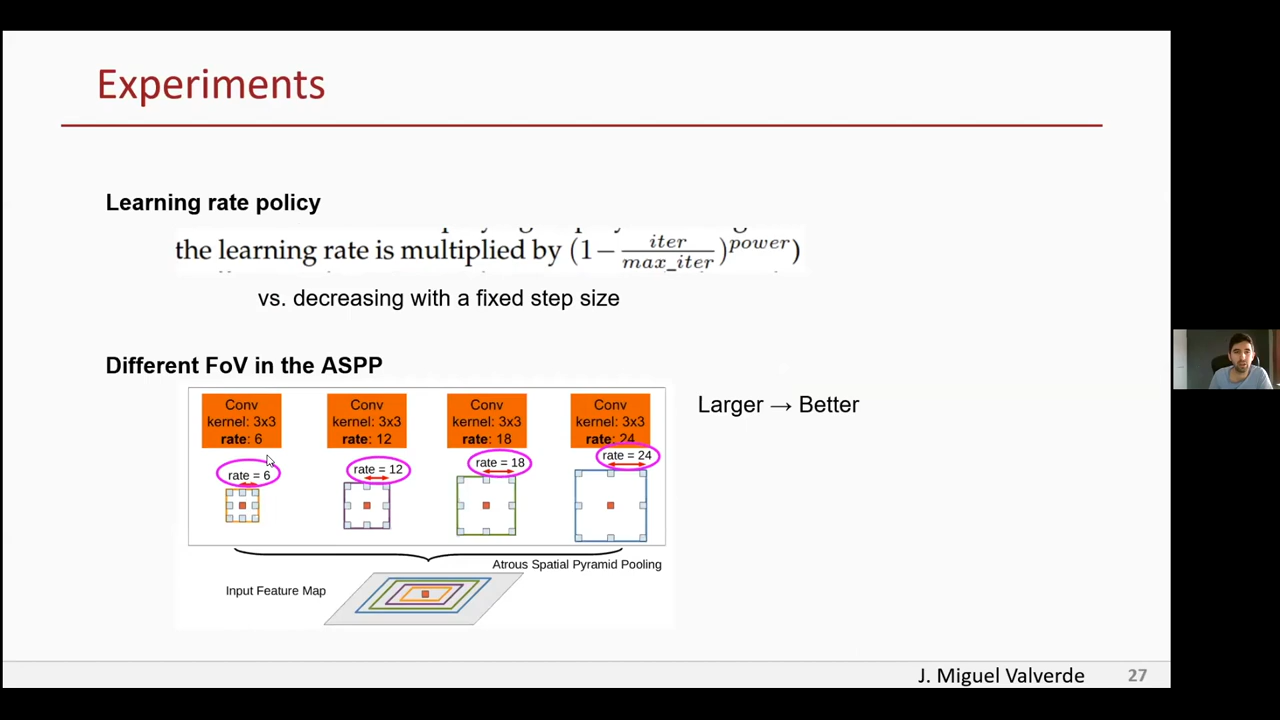 Experiments
Learning rate policy
the learning rate is multiplied by (1− iter/max_iter)^power)
vs. decreasing with a fixed step size
Different FoV in the ASPP
Conv Conv Conv Conv
kernel: 3x3 kernel: 3x3 kernel: 3x3 kernel: 3x3
rate: 6 rate: 12 rate: 18 rate: 24
Larger → Better
rate = 6 rate = 12 rate = 18 rate = 24
Atrous Spatial Pyramid Pooling
Input Feature Map
J. Miguel Valverde 27